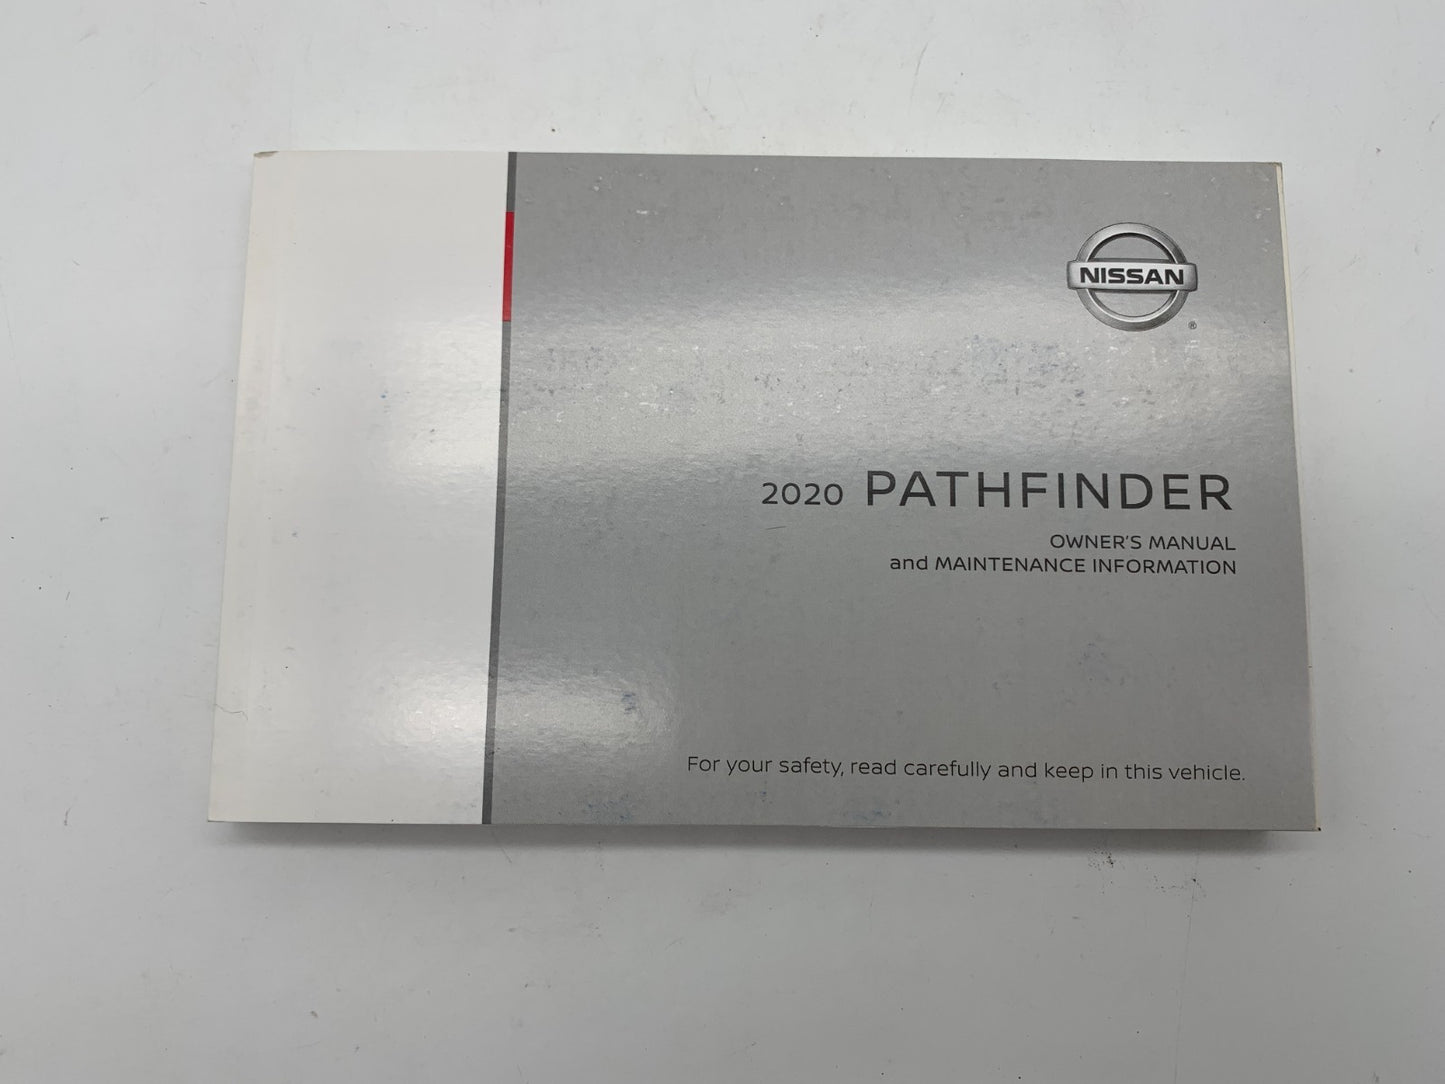 NISSAN
®
2020 PATHFINDER
OWNER'S MANUAL
and MAINTENANCE INFORMATION
For your safety, read carefully and keep in this vehicle.